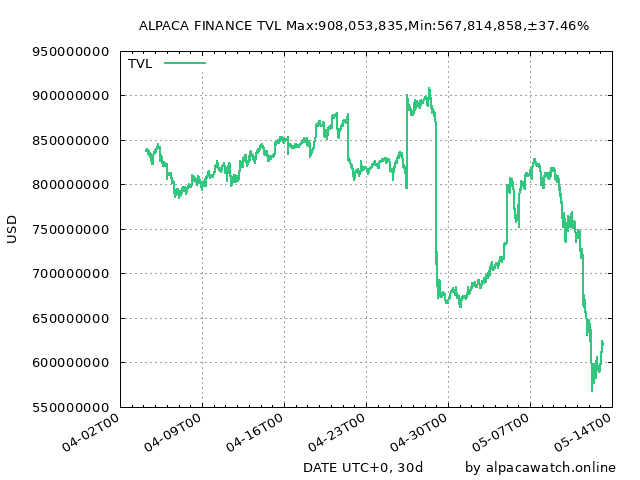 ALPACA FINANCE TVL Max:908,053,835,Min:567,814,858,±37.46%
TVL
950000000
900000000
850000000
800000000
750000000
700000000
650000000
600000000
550000000
USD
04-02T00
04-09T00
04-16T00
04-23T00
04-30T00
05-07T00
05-14T00
DATE UTC+0, 30d
by alpacawatch.online